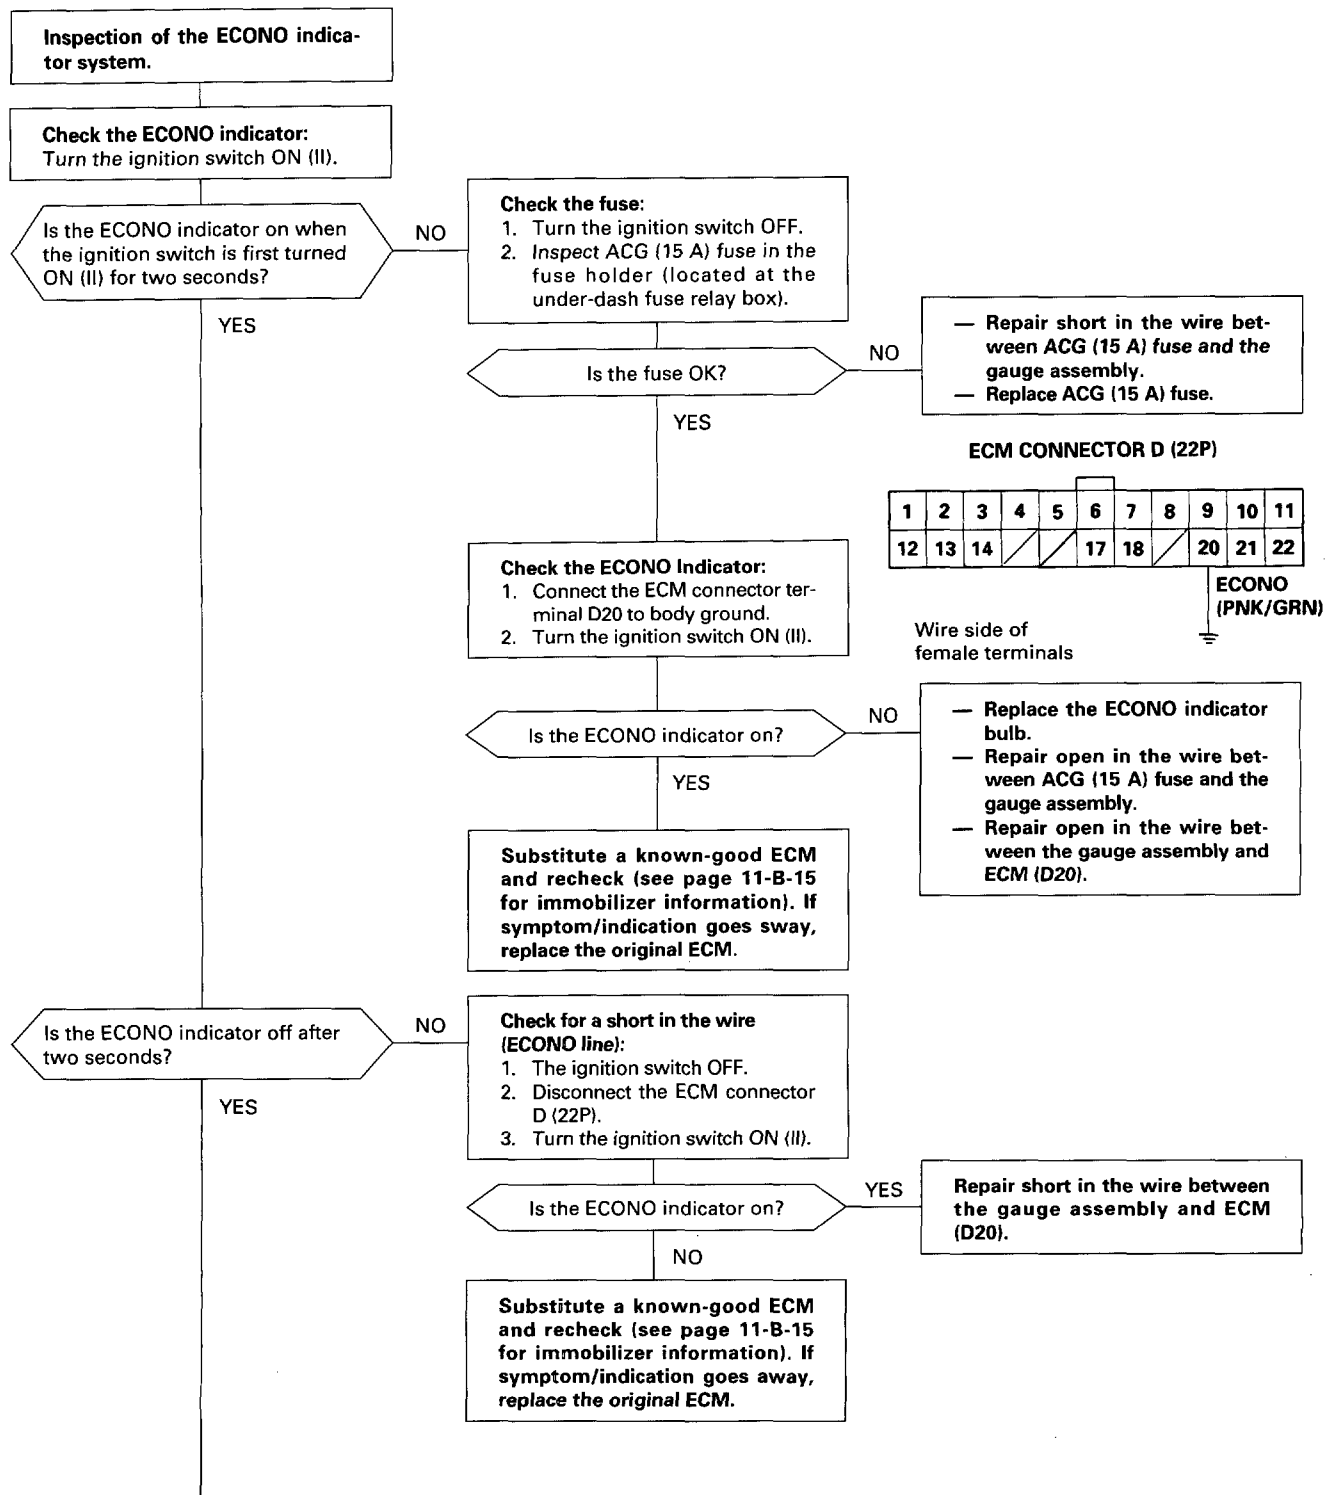 Inspection of the ECONO indica-
tor system.
Check the ECONO indicator:
Turn the ignition switch ON (II).
Is the ECONO indicator on when
the ignition switch is first turned
ON (II) for two seconds?
NO
YES
Check the fuse:
1. Turn the ignition switch OFF.
2. Inspect ACG (15 A) fuse in the
fuse holder (located at the
under-dash fuse relay box).
Is the fuse OK?
NO
YES
— Repair short in the wire bet-
ween ACG (15 A) fuse and the
gauge assembly.
— Replace ACG (15 A) fuse.
ECM CONNECTOR D (22P)
1 2 3 4 5 6 7 8 9 10 11
12 13 14 17 18 20 21 22
ECONO
(PNK/GRN)
Wire side of
female terminals
Check the ECONO Indicator:
1. Connect the ECM connector ter-
minal D20 to body ground.
2. Turn the ignition switch ON (II).
Is the ECONO indicator on?
NO
YES
— Replace the ECONO indicator
bulb.
— Repair open in the wire bet-
ween ACG (15 A) fuse and the
gauge assembly.
— Repair open in the wire bet-
ween the gauge assembly and
ECM (D20).
Substitute a known-good ECM
and recheck (see page 11-B-15
for immobilizer information). If
symptom/indication goes sway,
replace the original ECM.
Is the ECONO indicator off after
two seconds?
NO
YES
Check for a short in the wire
(ECONO line):
1. The ignition switch OFF.
2. Disconnect the ECM connector
D (22P).
3. Turn the ignition switch ON (II).
Is the ECONO indicator on?
YES
NO
Repair short in the wire between
the gauge assembly and ECM
(D20).
Substitute a known-good ECM
and recheck (see page 11-B-15
for immobilizer information). If
symptom/indication goes away,
replace the original ECM.